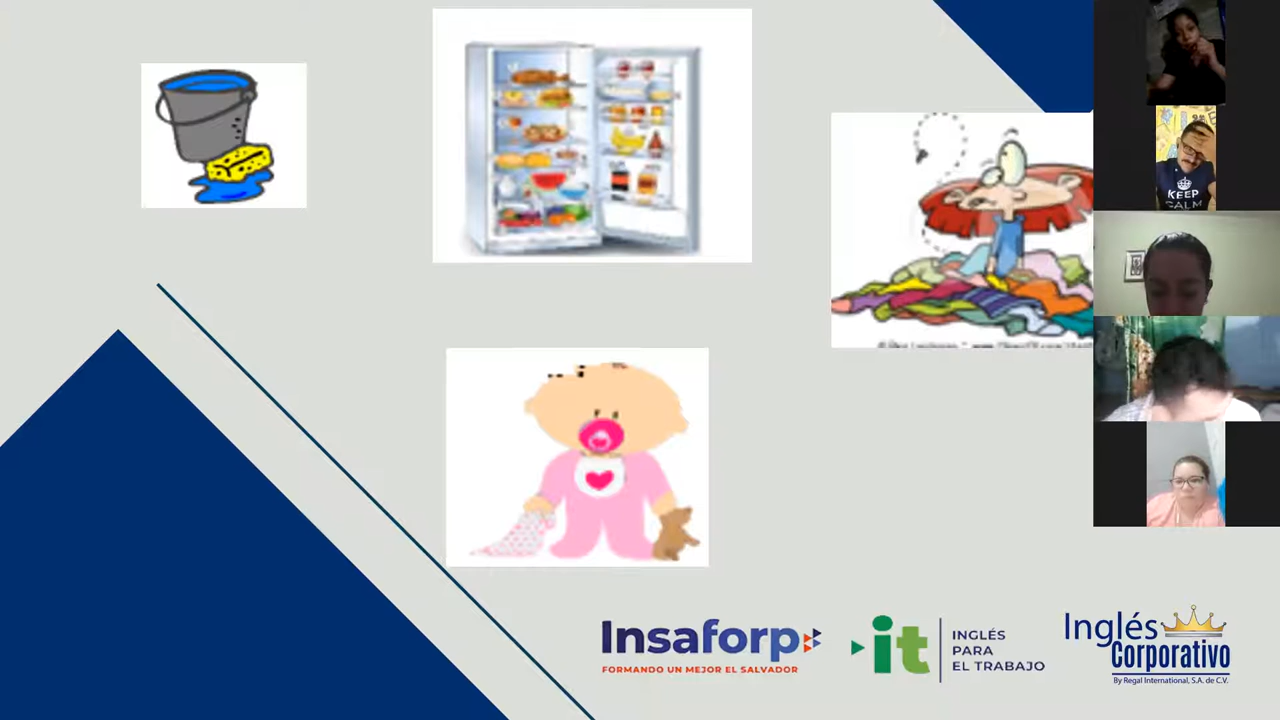 KEEP
CALM
Insaforp
FORMANDO UN MEJOR EL SALVADOR
it
INGLÉS
PARA
EL TRABAJO
Inglés
Corporativo
By Regal International, S.A. de C.V.